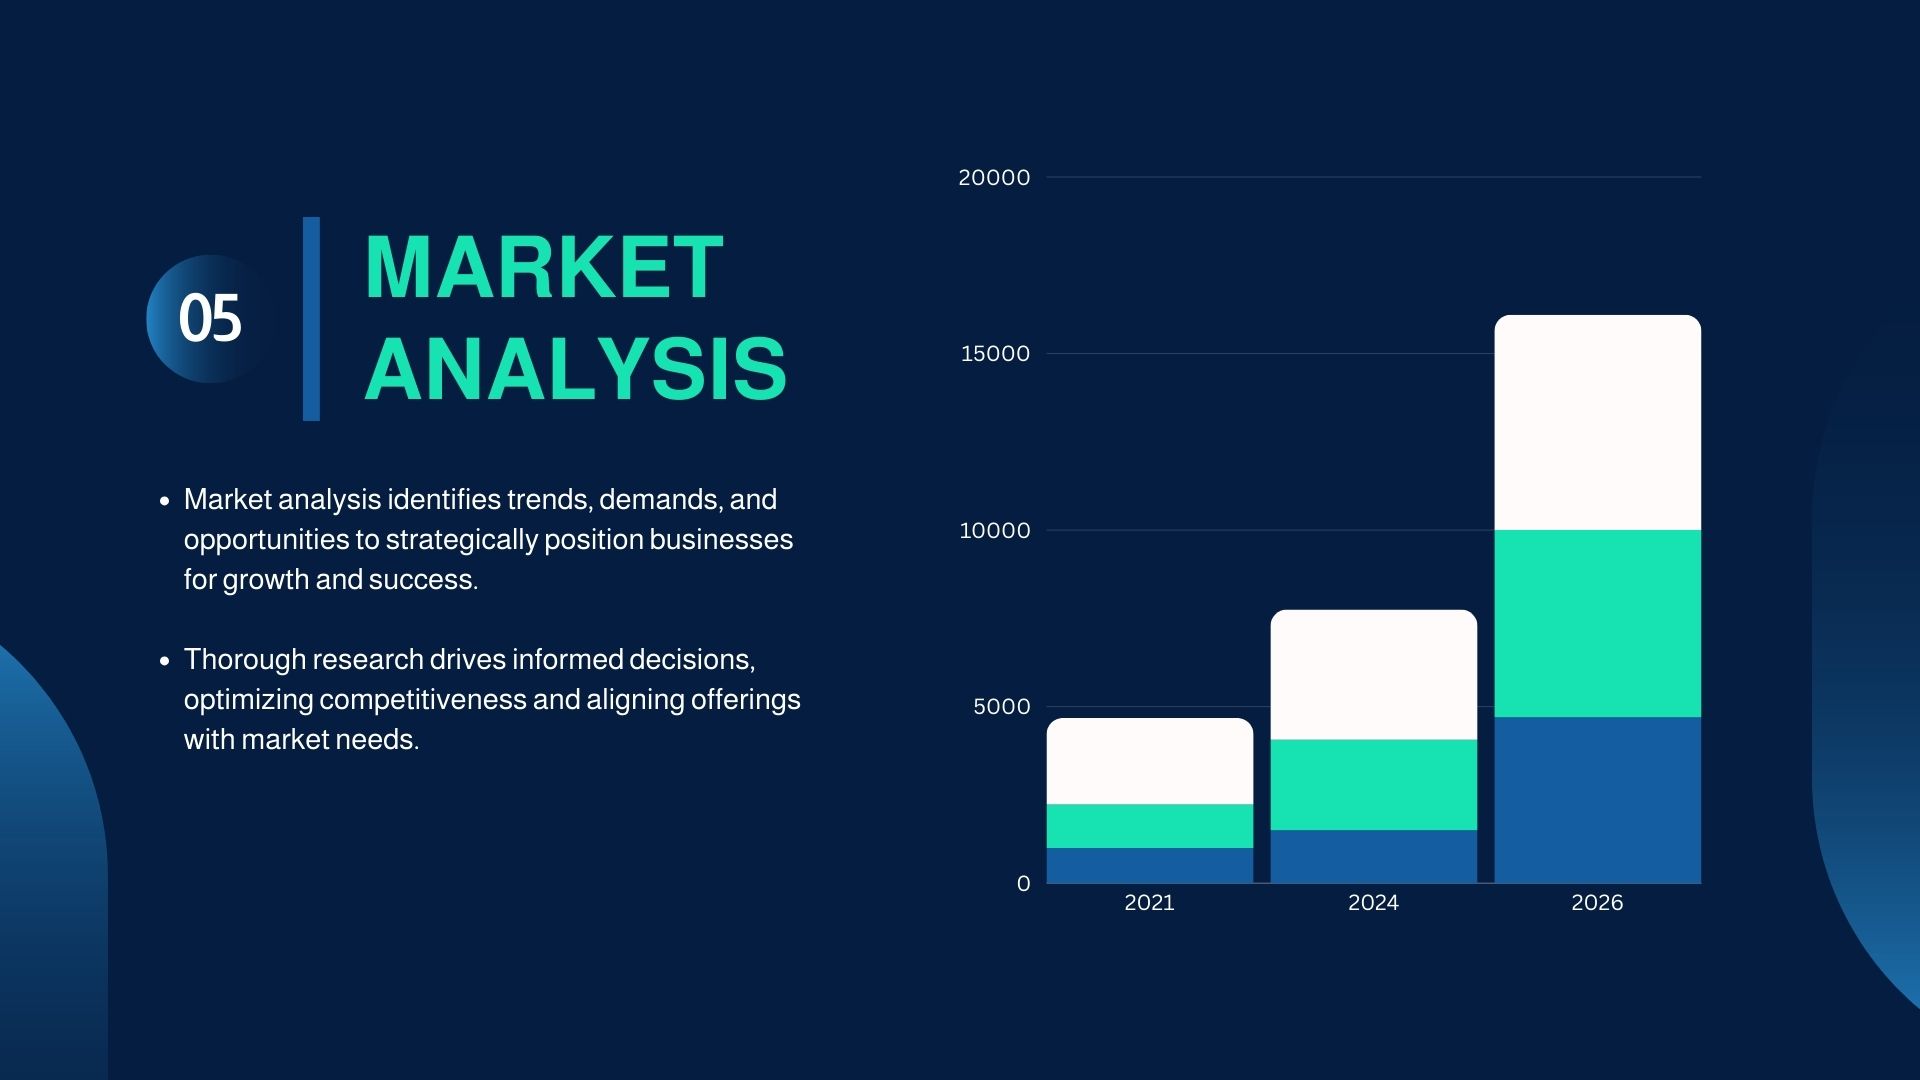 05
MARKET
ANALYSIS
• Market analysis identifies trends, demands, and
opportunities to strategically position businesses
for growth and success.
• Thorough research drives informed decisions,
optimizing competitiveness and aligning offerings
with market needs.
20000
15000
10000
5000
0
2021 2024 2026